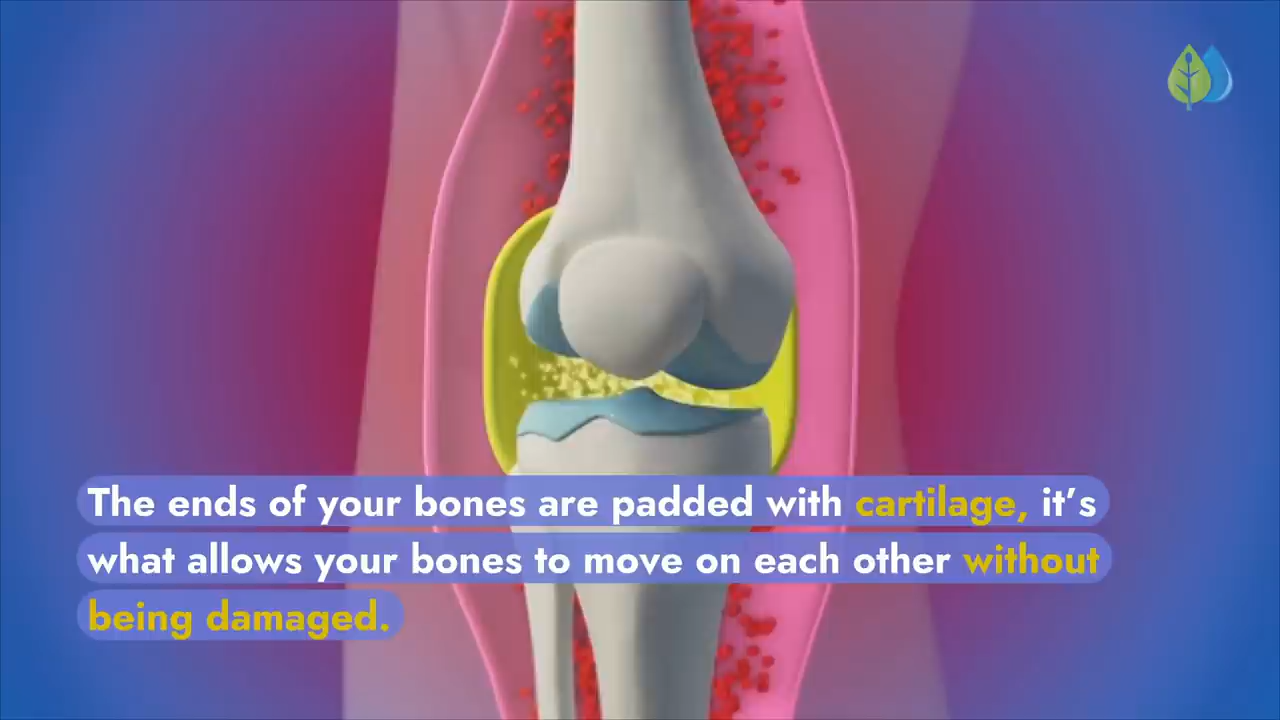 The ends of your bones are padded with cartilage, it’s
what allows your bones to move on each other without
being damaged.